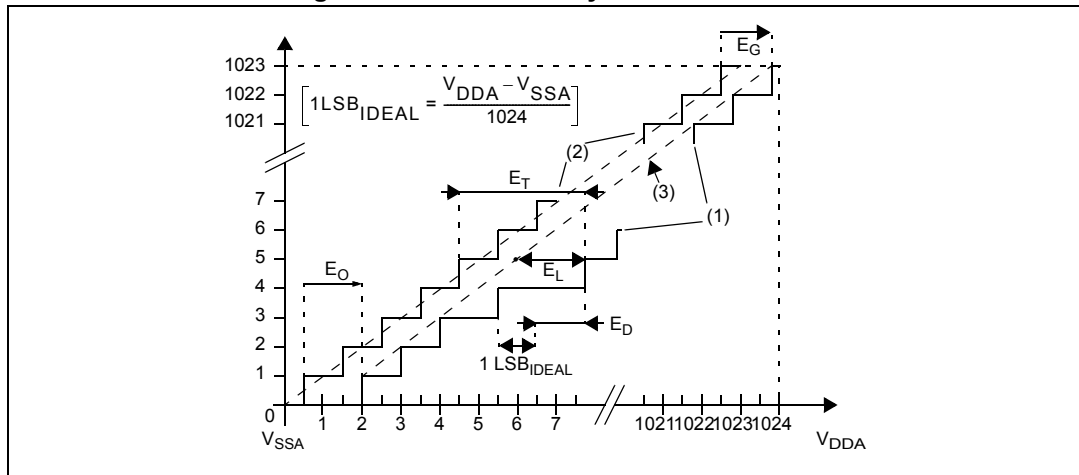 E_G
1023
1022
1021
[1LSB_IDEAL = (V_DDA – V_SSA) / 1024]
(2)
(3)
(1)
E_T
7
6
5
4
3
2
1
0
E_O
E_L
E_D
1 LSB_IDEAL
1 2 3 4 5 6 7 1021 1022 1023 1024
V_SSA
V_DDA